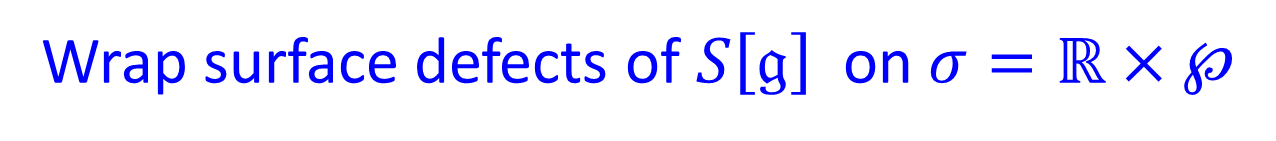 Wrap surface defects of 𝑆[𝔤] on 𝜎 = ℝ × ℘